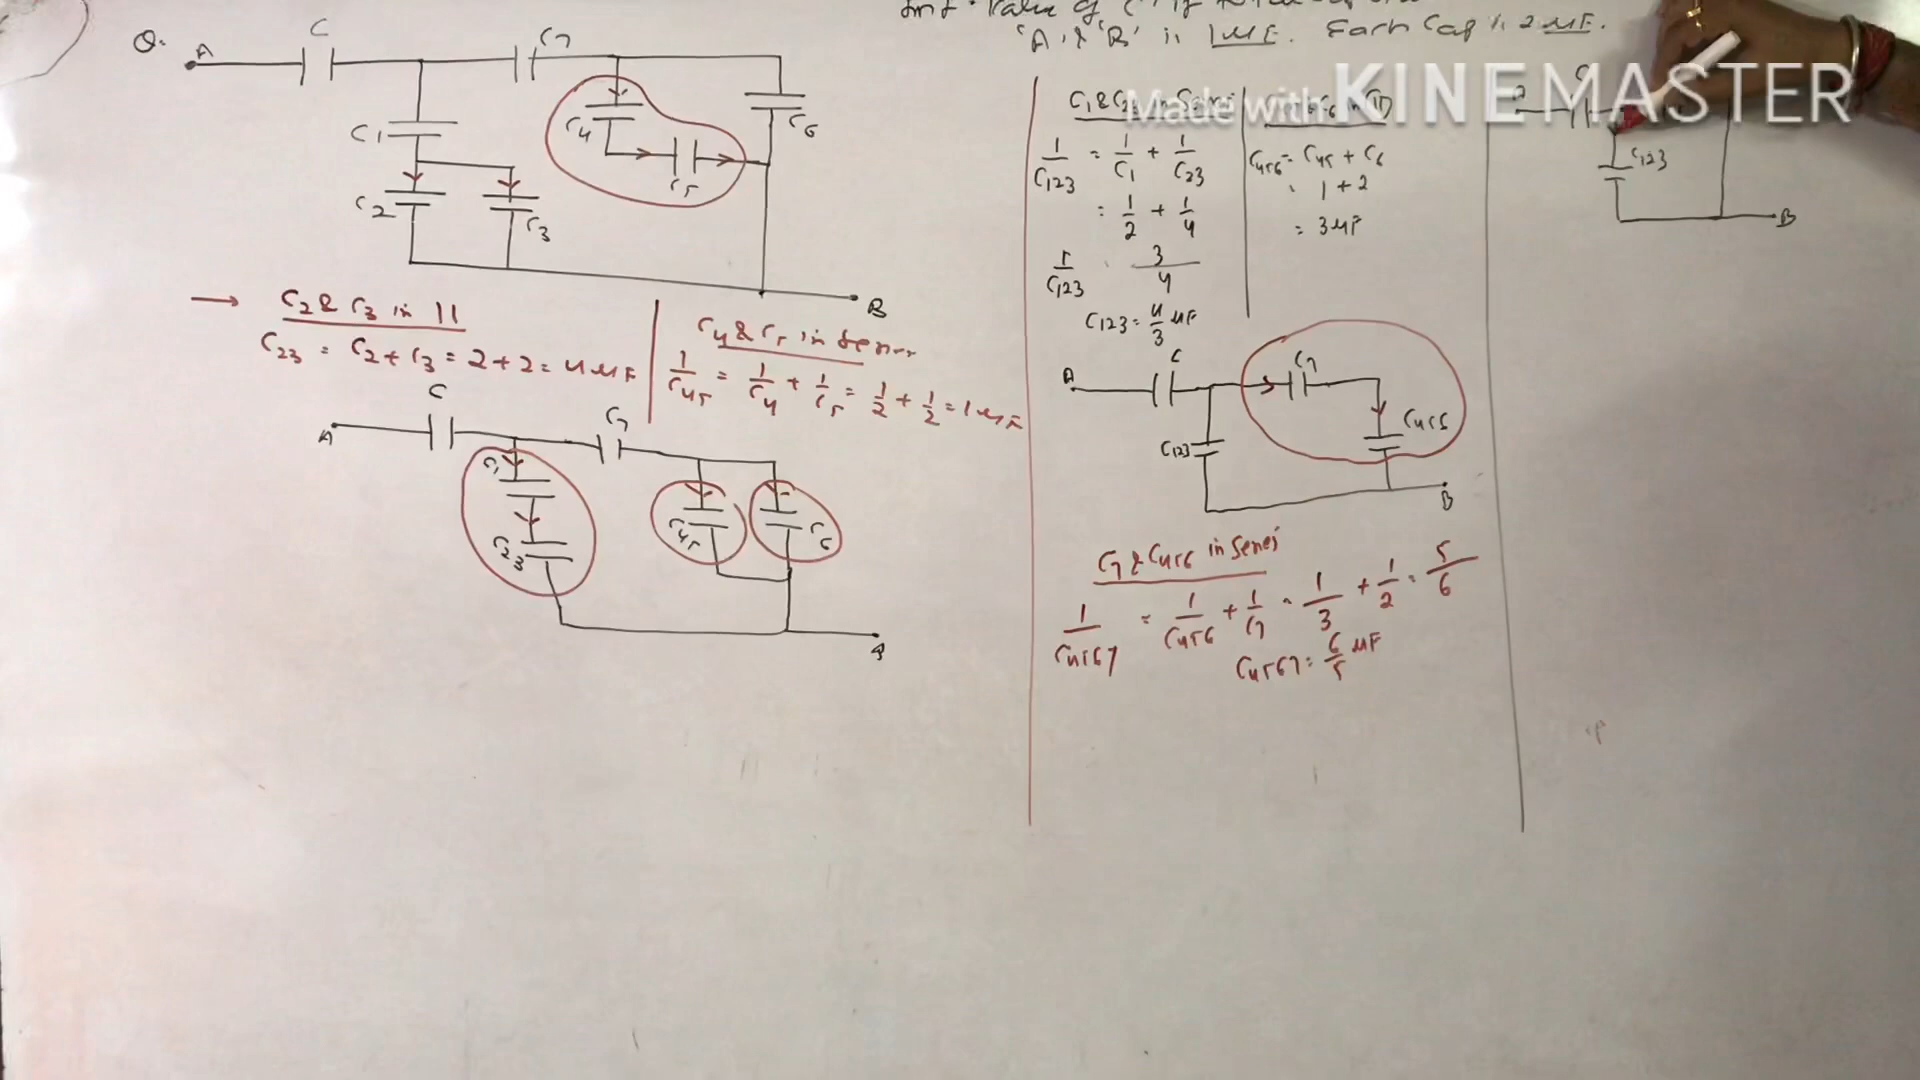 Q.
A
C
C7
C1
C2
C3
C4
C5
C6
B
Value of C, if
'A' & 'B' is 1μF. Each Cap is 2μF.
→ C2 & C3 in ||
C23 = C2 + C3 = 2 + 2 = 4μF
C4 & C5 in Series
1/C45 = 1/C4 + 1/C5 = 1/2 + 1/2 = 1μF
A
C
C7
C1
C23
C45
C6
B
C1 & C23 in Series
1/C123 = 1/C1 + 1/C23
= 1/2 + 1/4
1/C123 = 3/4
C123 = 4/3 μF
C456 = C45 + C6
= 1 + 2
= 3μF
A
C
C7
C123
C456
B
C7 & C456 in Series
1/C4567 = 1/C456 + 1/C7 = 1/3 + 1/2 = 5/6
C4567 = 6/5 μF
C123
B
Made with KINEMASTER